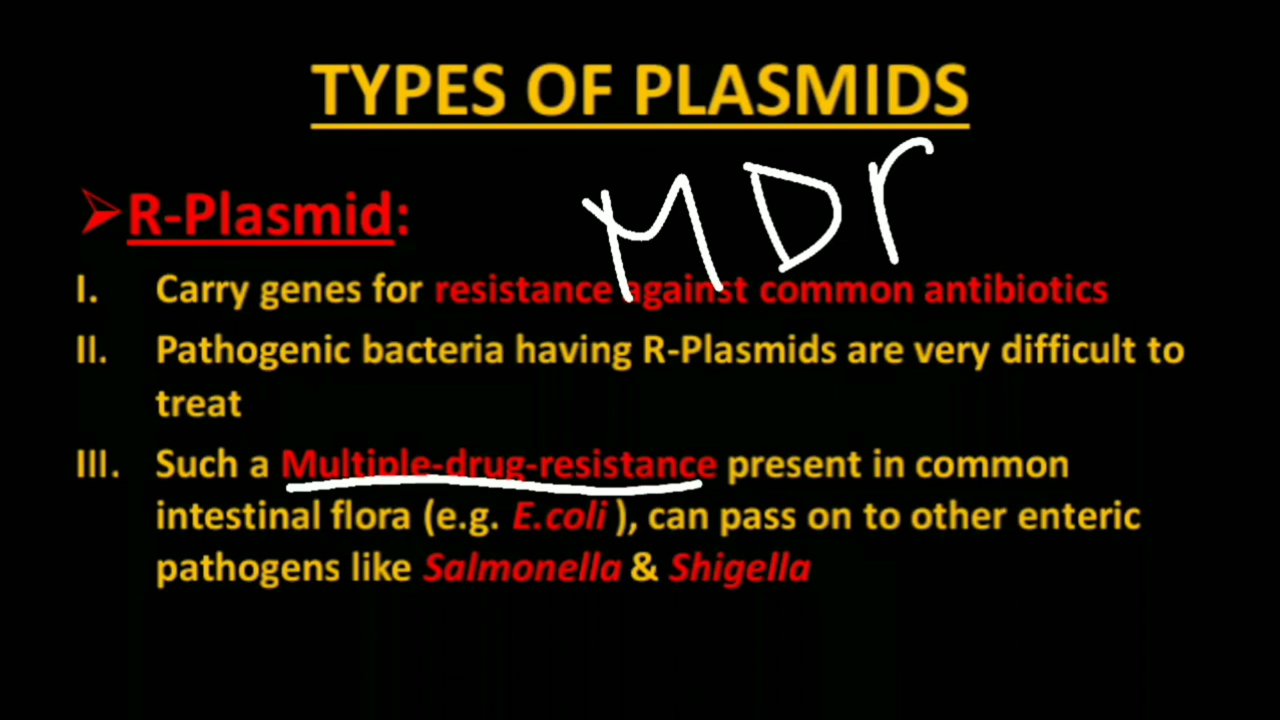 TYPES OF PLASMIDS
MDr
➤R-Plasmid:
I. Carry genes for resistance against common antibiotics
II. Pathogenic bacteria having R-Plasmids are very difficult to
treat
III. Such a Multiple-drug-resistance present in common
intestinal flora (e.g. E.coli ), can pass on to other enteric
pathogens like Salmonella & Shigella